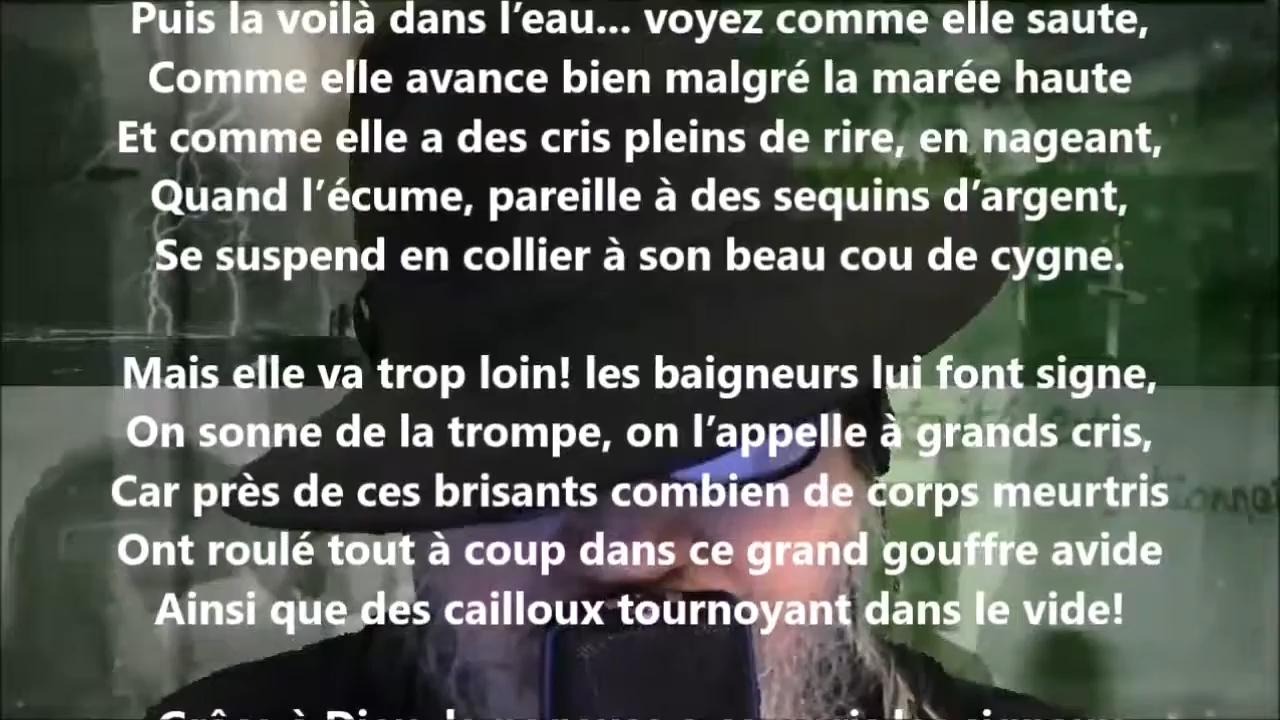 Puis la voilà dans l’eau... voyez comme elle saute,
Comme elle avance bien malgré la marée haute
Et comme elle a des cris pleins de rire, en nageant,
Quand l’écume, pareille à des sequins d’argent,
Se suspend en collier à son beau cou de cygne.
Mais elle va trop loin! les baigneurs lui font signe,
On sonne de la trompe, on l’appelle à grands cris,
Car près de ces brisants combien de corps meurtris
Ont roulé tout à coup dans ce grand gouffre avide
Ainsi que des cailloux tournoyant dans le vide!
Grâce à Dieu